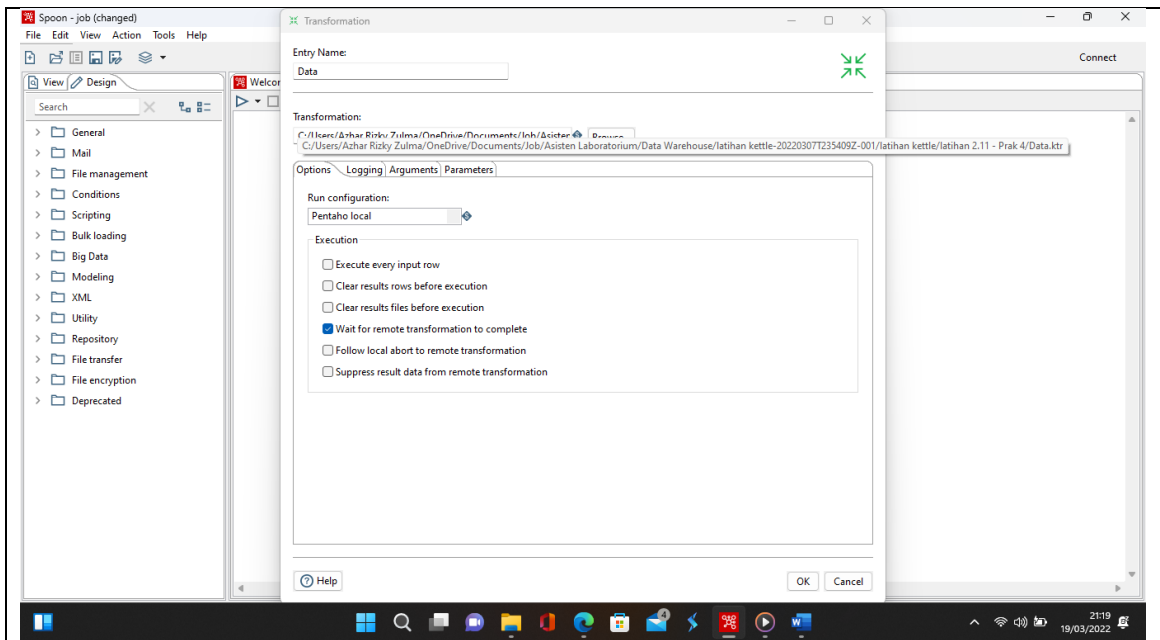 Spoon - job (changed)
File Edit View Action Tools Help
Connect
View Design
Search
General
Mail
File management
Conditions
Scripting
Bulk loading
Big Data
Modeling
XML
Utility
Repository
File transfer
File encryption
Deprecated
Welcor
Transformation
Entry Name:
Data
Transformation:
C:/Users/Azhar Rizky Zulma/OneDrive/Documents/Job/Asister Browse...
C:/Users/Azhar Rizky Zulma/OneDrive/Documents/Job/Asisten Laboratorium/Data Warehouse/latihan kettle-20220307T235409Z-001/latihan kettle/latihan 2.11 - Prak 4/Data.ktr
Options Logging Arguments Parameters
Run configuration:
Pentaho local
Execution
Execute every input row
Clear results rows before execution
Clear results files before execution
Wait for remote transformation to complete
Follow local abort to remote transformation
Suppress result data from remote transformation
Help OK Cancel
4
21:19
19/03/2022